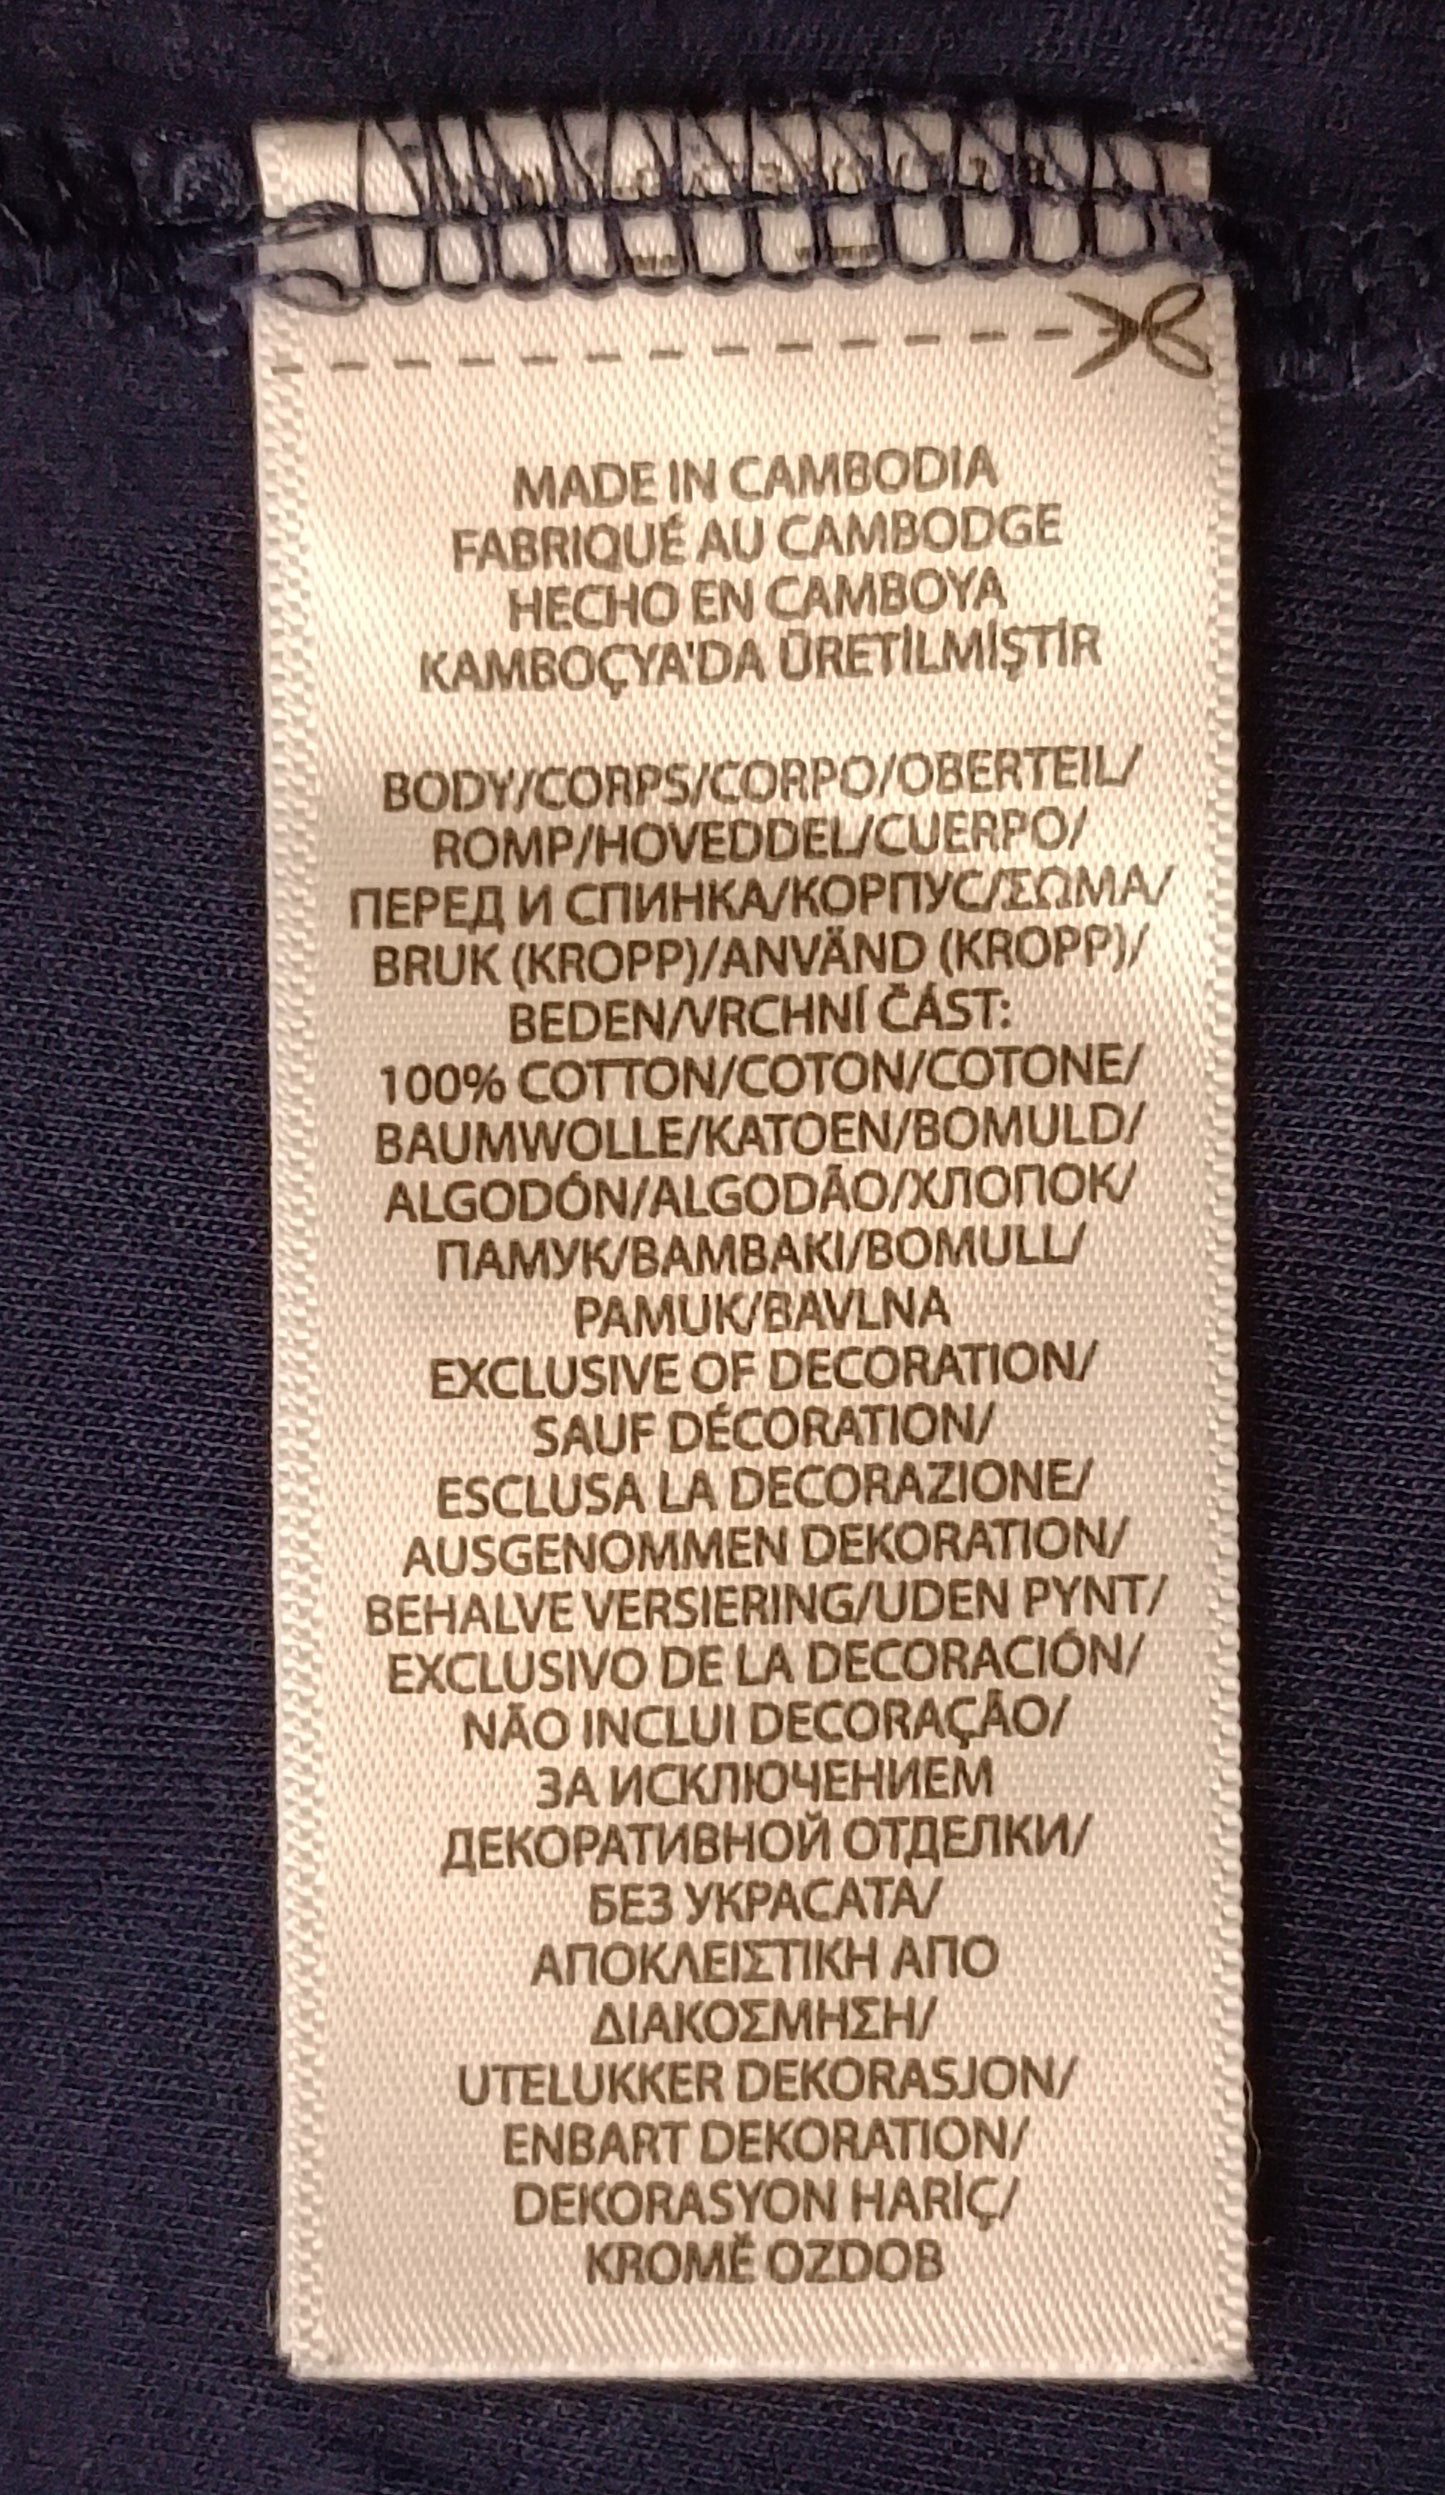 MADE IN CAMBODIA
FABRIQUÉ AU CAMBODGE
HECHO EN CAMBOYA
KAMBOÇYA'DA ÜRETİLMİŞTİR
BODY/CORPS/CORPO/OBERTEIL/
ROMP/HOVEDDEL/CUERPO/
ПЕРЕД И СПИНКА/КОРПУС/ΣΩΜΑ/
BRUK (KROPP)/ANVÄND (KROPP)/
BEDEN/VRCHNÍ ČÁST:
100% COTTON/COTON/COTONE/
BAUMWOLLE/KATOEN/BOMULD/
ALGODÓN/ALGODÃO/ХЛОПОК/
ПАМУК/BAMBAKI/BOMULL/
PAMUK/BAVLNA
EXCLUSIVE OF DECORATION/
SAUF DÉCORATION/
ESCLUSA LA DECORAZIONE/
AUSGENOMMEN DEKORATION/
BEHALVE VERSIERING/UDEN PYNT/
EXCLUSIVO DE LA DECORACIÓN/
NÃO INCLUI DECORAÇÃO/
ЗА ИСКЛЮЧЕНИЕМ
ДЕКОРАТИВНОЙ ОТДЕЛКИ/
БЕЗ УКРАСАТА/
ΑΠΟΚΛΕΙΣΤΙΚΗ ΑΠΟ
ΔΙΑΚΟΣΜΗΣΗ/
UTELUKKER DEKORASJON/
ENBART DEKORATION/
DEKORASYON HARİÇ/
KROMĚ OZDOB